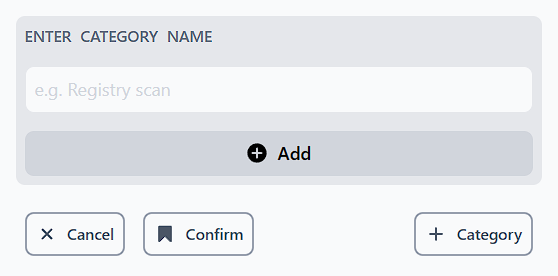 ENTER CATEGORY NAME
e.g. Registry scan
Add
Cancel Confirm Category